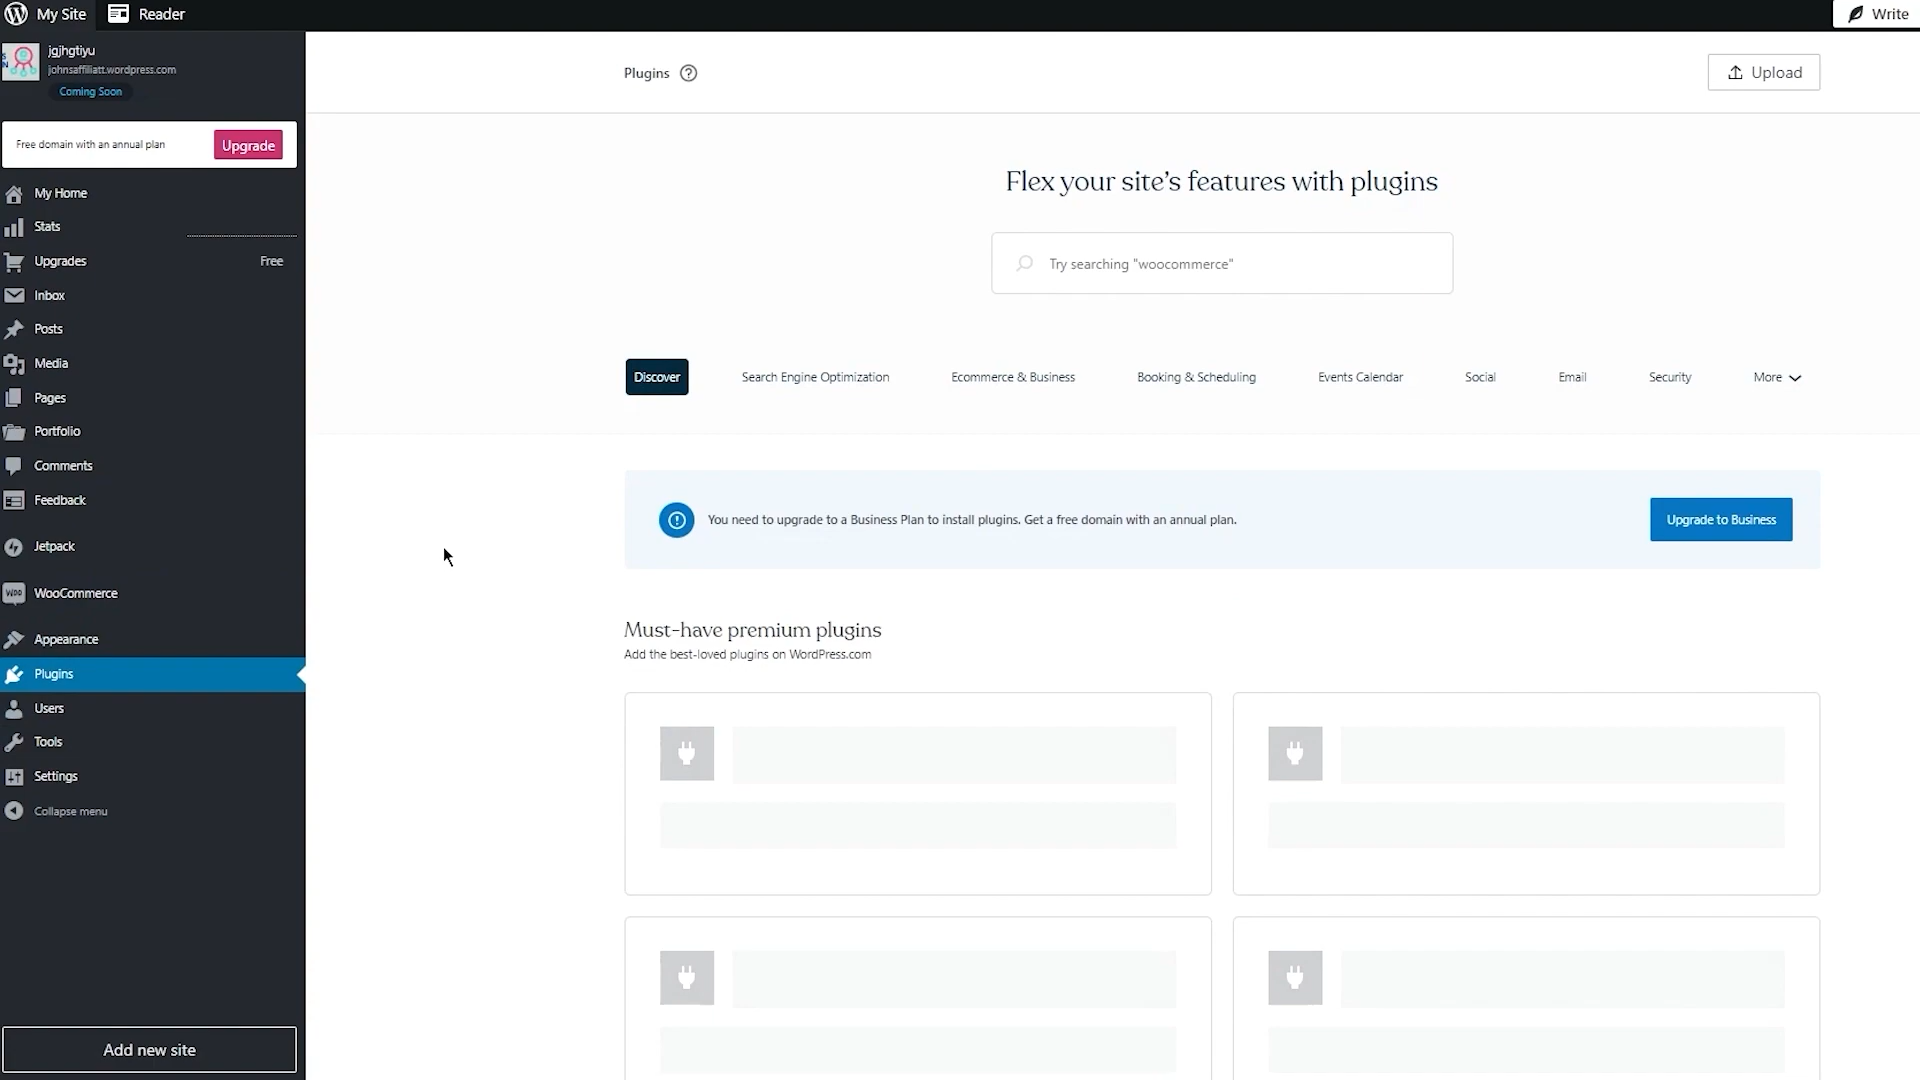 My Site
Reader
Write
jgjhgtiyu
johnsaffiliatt.wordpress.com
Coming Soon
Free domain with an annual plan
Upgrade
My Home
Stats
Upgrades
Free
Inbox
Posts
Media
Pages
Portfolio
Comments
Feedback
Jetpack
WOO
WooCommerce
Appearance
Plugins
Users
Tools
Settings
Collapse menu
Add new site
Plugins ?
Upload
Flex your site's features with plugins
Try searching "woocommerce"
Discover
Search Engine Optimization
Ecommerce & Business
Booking & Scheduling
Events Calendar
Social
Email
Security
More
You need to upgrade to a Business Plan to install plugins. Get a free domain with an annual plan.
Upgrade to Business
Must-have premium plugins
Add the best-loved plugins on WordPress.com